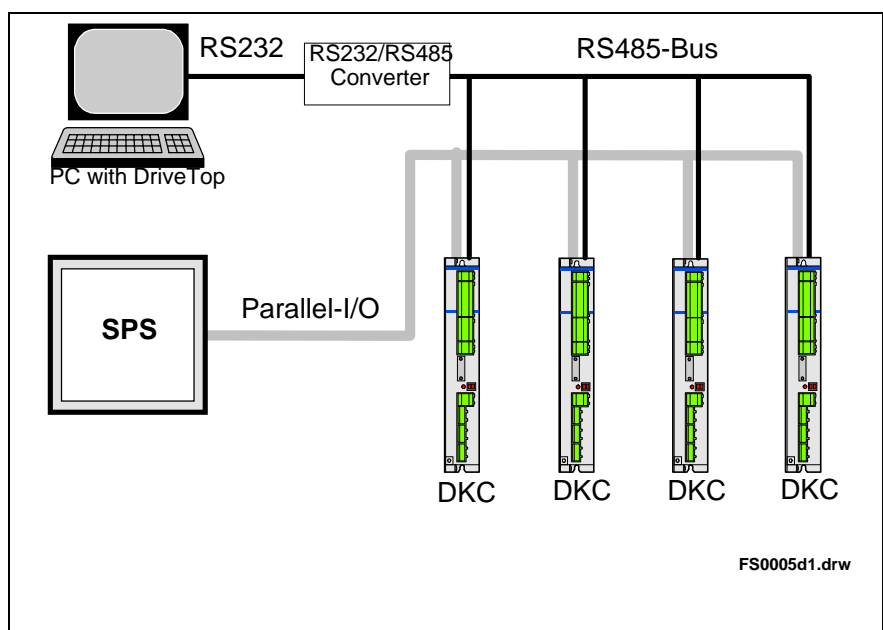 RS232
RS232/RS485
Converter
RS485-Bus
PC with DriveTop
SPS
Parallel-I/O
DKC
DKC
DKC
DKC
FS0005d1.drw